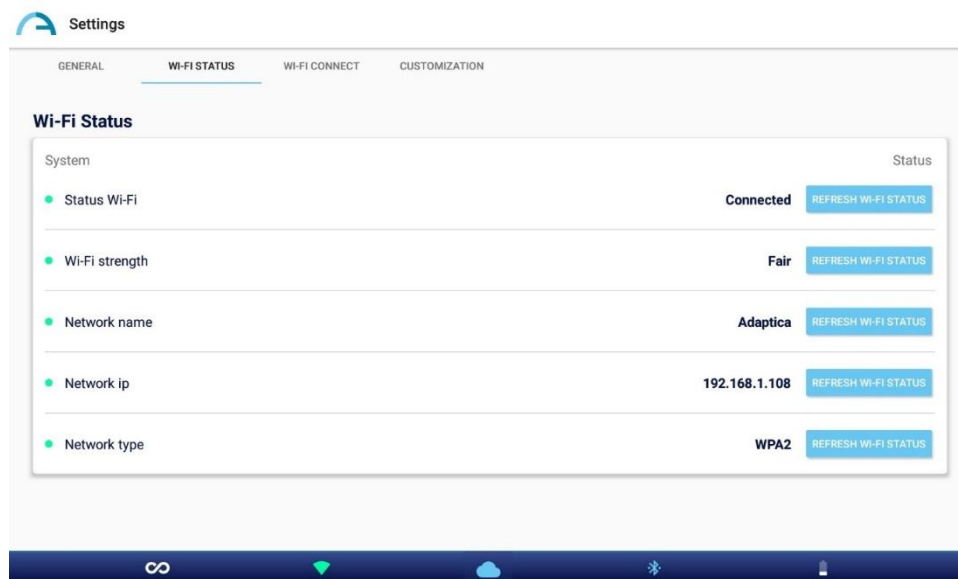 Settings
GENERAL WI-FI STATUS WI-FI CONNECT CUSTOMIZATION
Wi-Fi Status
System Status
Status Wi-Fi Connected REFRESH WI-FI STATUS
Wi-Fi strength Fair REFRESH WI-FI STATUS
Network name Adaptica REFRESH WI-FI STATUS
Network ip 192.168.1.108 REFRESH WI-FI STATUS
Network type WPA2 REFRESH WI-FI STATUS